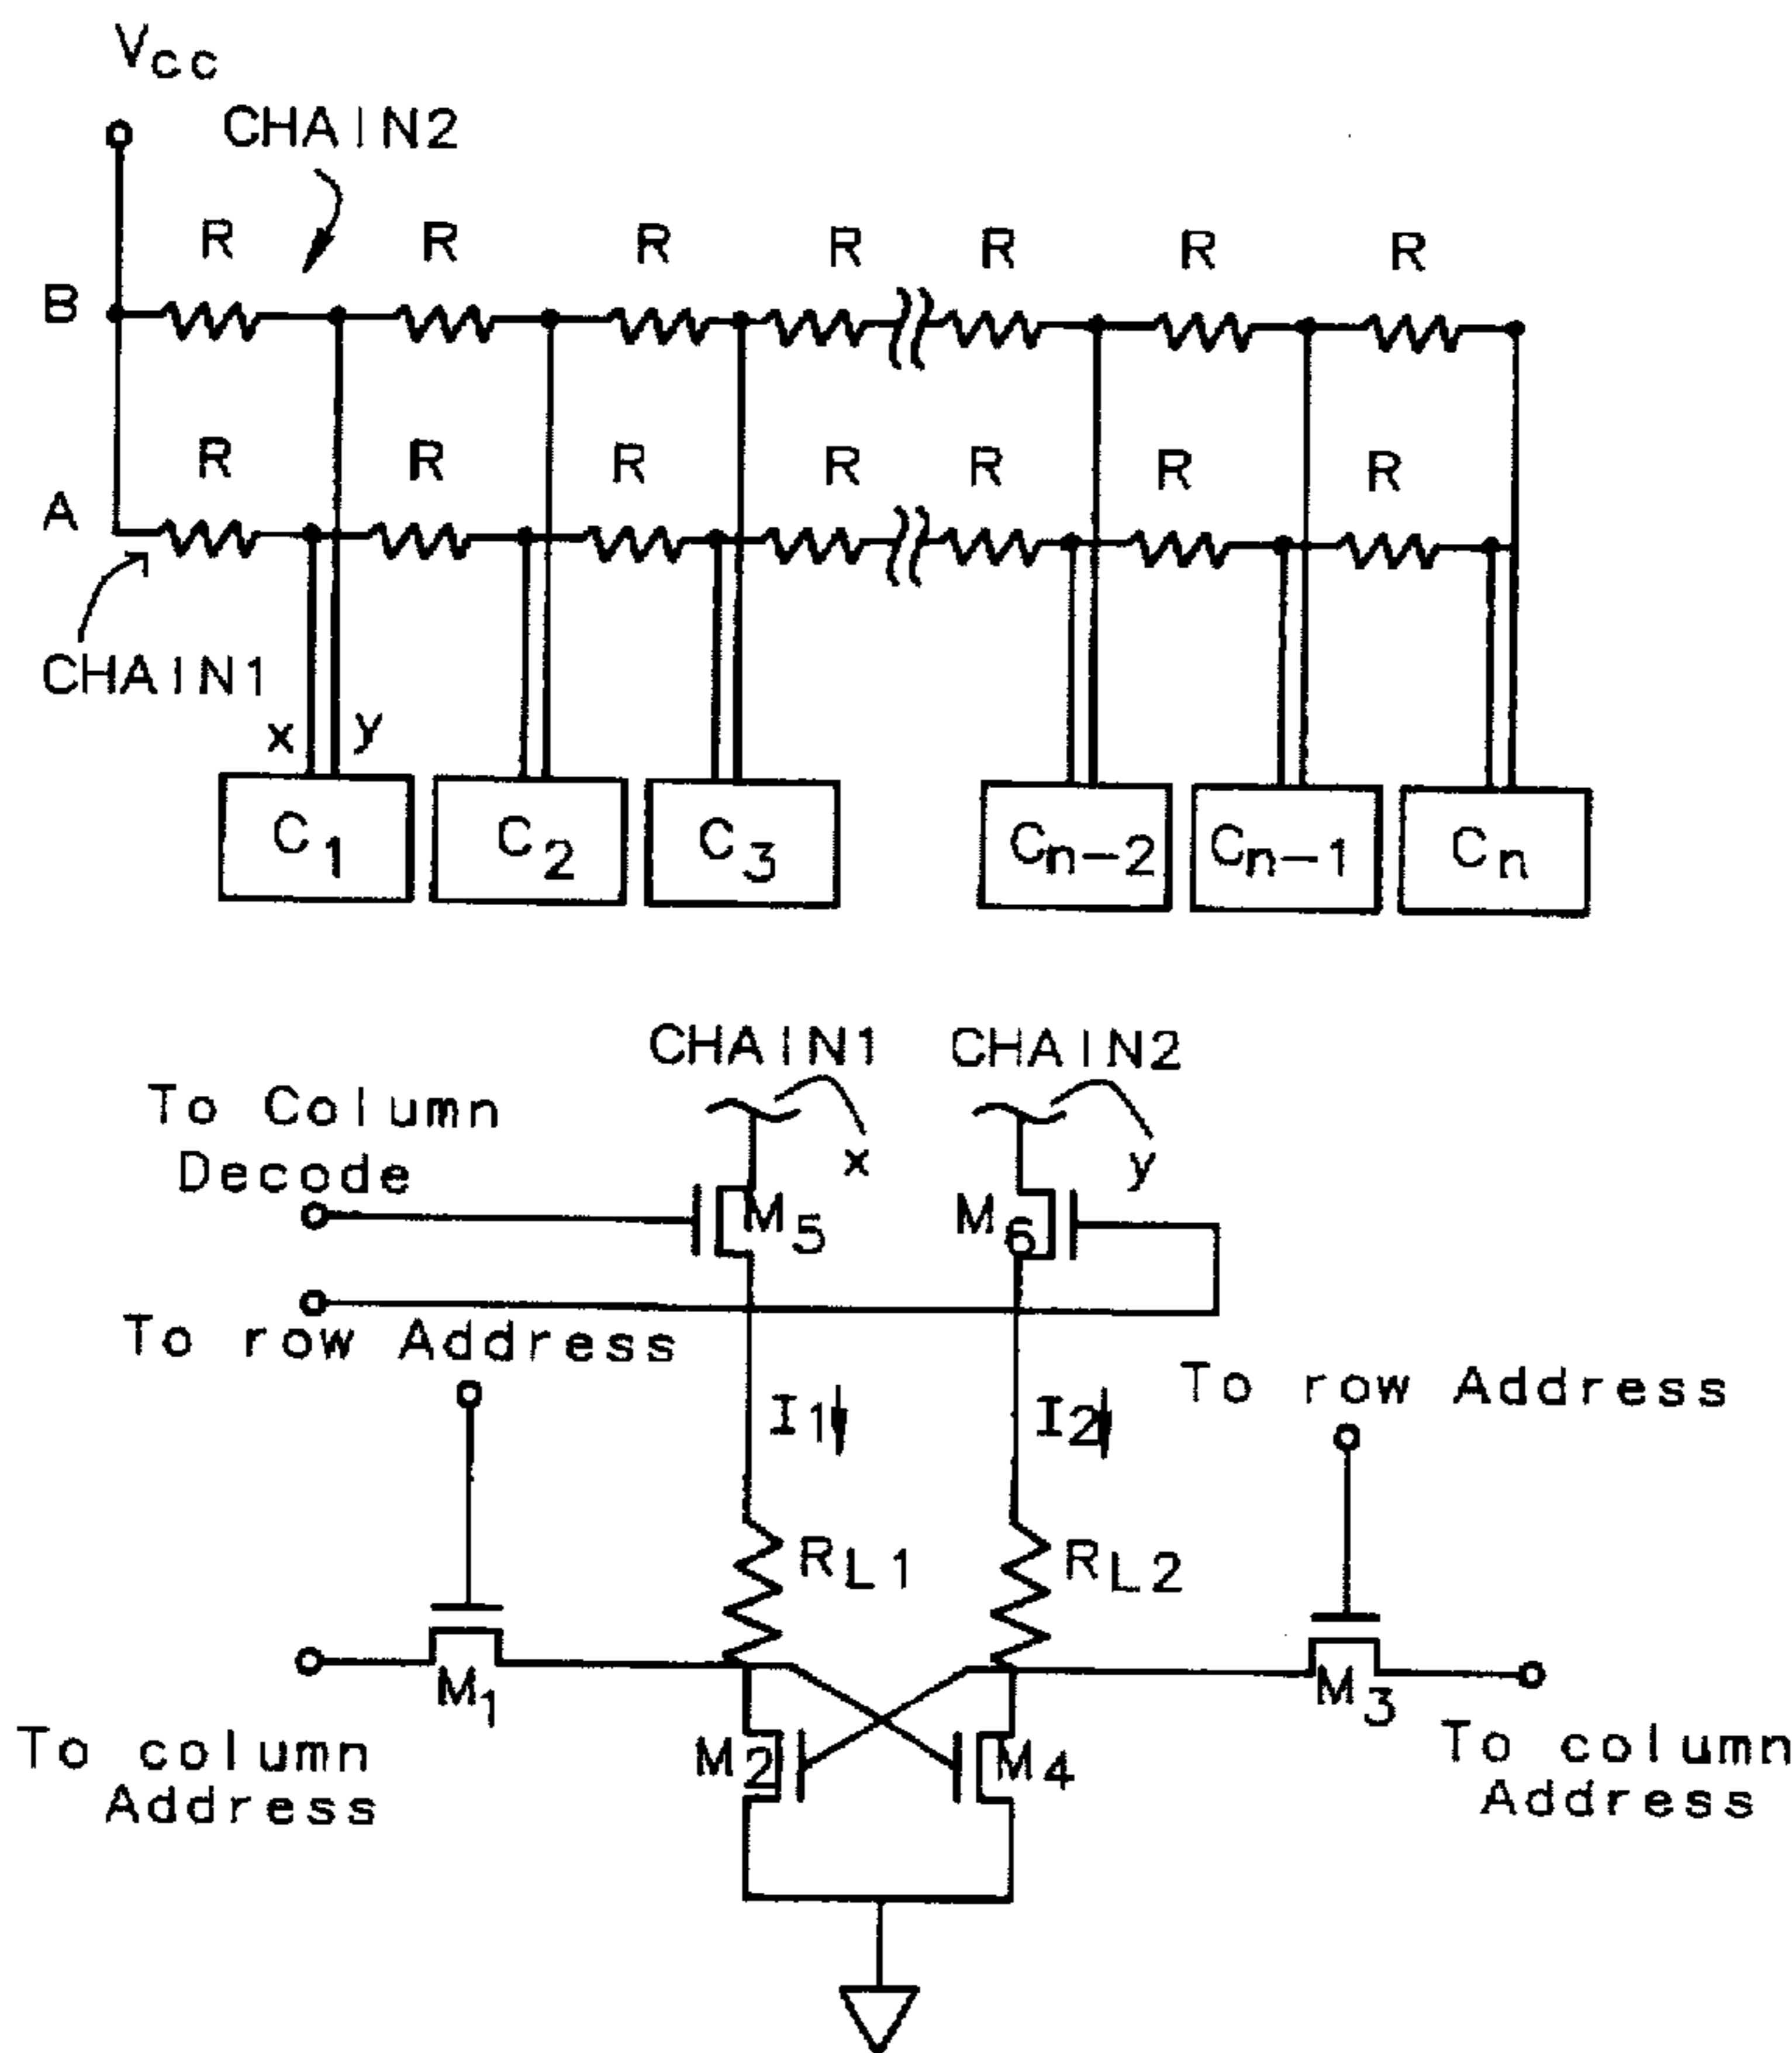 Vcc
CHAIN2
R R R R R R R
B
R R R R R R R
A
CHAIN1
x y
C1 C2 C3 Cn-2 Cn-1 Cn
CHAIN1 CHAIN2
To Column
Decode
x y
M5 M6
To row Address
To row Address
I1 I2
RL1 RL2
M1 M3
To column
Address
M2 M4
To column
Address